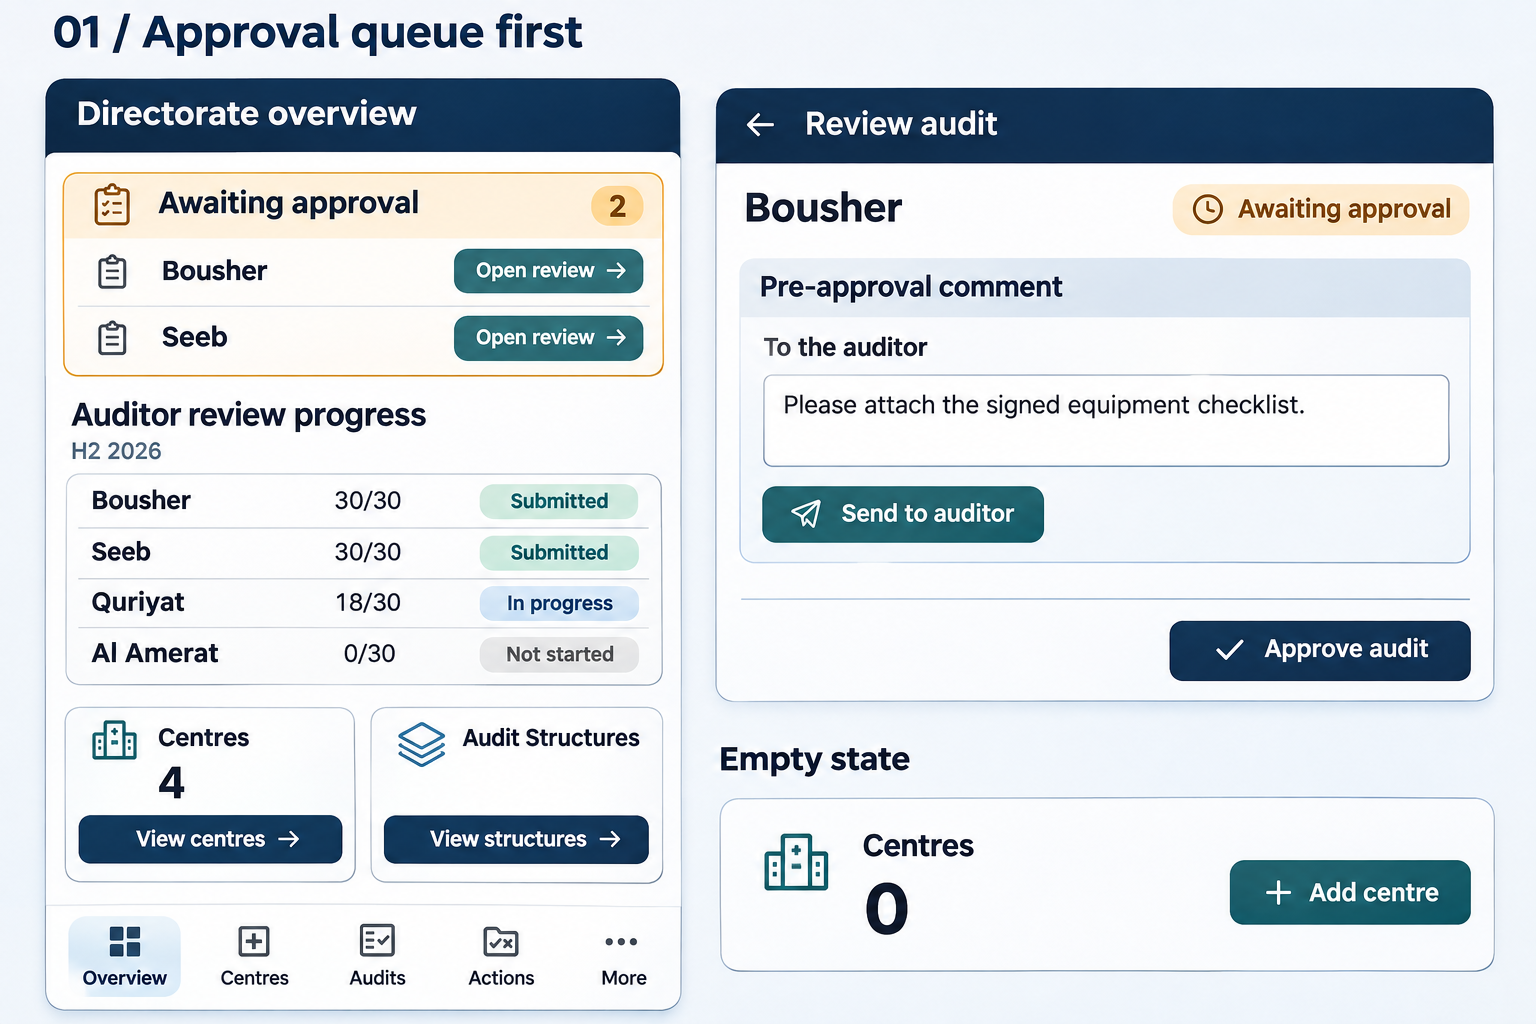 01 / Approval queue first
Directorate overview
Awaiting approval 2
Bousher Open review →
Seeb Open review →
Auditor review progress
H2 2026
Bousher 30/30 Submitted
Seeb 30/30 Submitted
Quriyat 18/30 In progress
Al Amerat 0/30 Not started
Centres
4
View centres →
Audit Structures
View structures →
Overview Centres Audits Actions More
← Review audit
Bousher Awaiting approval
Pre-approval comment
To the auditor
Please attach the signed equipment checklist.
Send to auditor
Approve audit
Empty state
Centres
0
+ Add centre